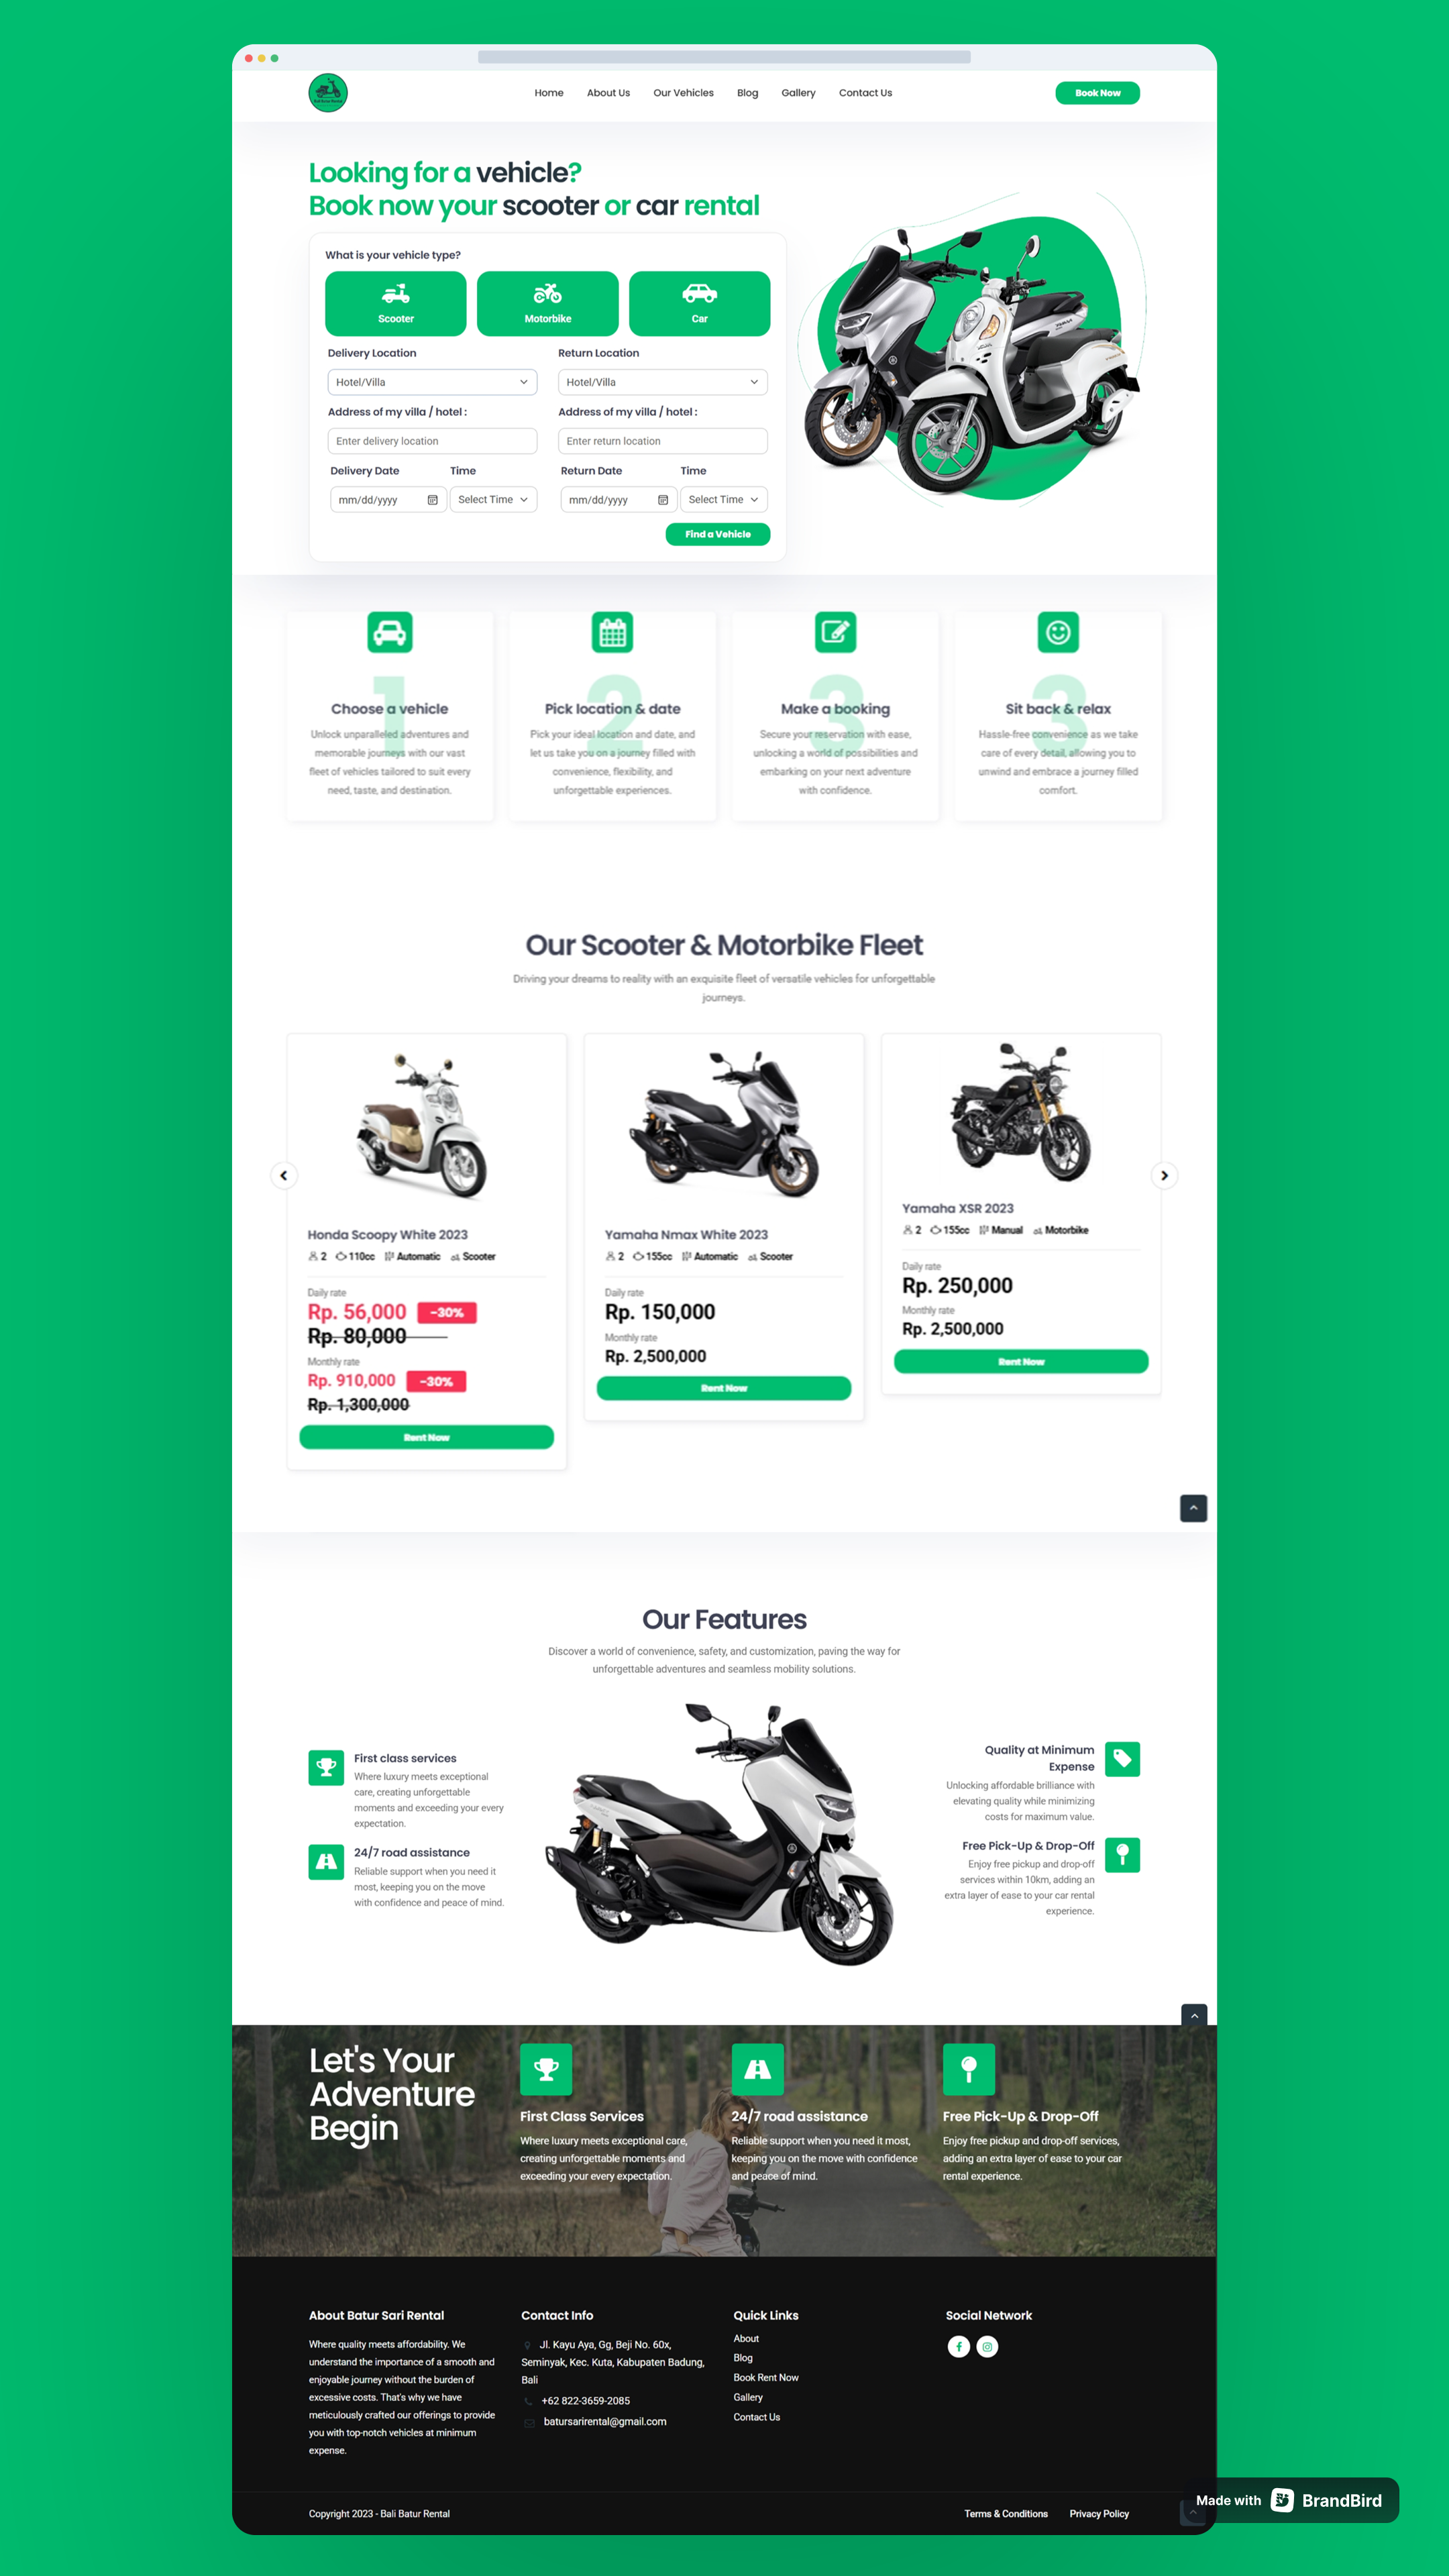 Home About Us Our Vehicles Blog Gallery Contact Us Book Now
Looking for a vehicle?
Book now your scooter or car rental
What is your vehicle type?
Scooter Motorbike Car
Delivery Location Return Location
Hotel/Villa Hotel/Villa
Address of my villa / hotel : Address of my villa / hotel :
Enter delivery location Enter return location
Delivery Date Time Return Date Time
mm/dd/yyyy Select Time mm/dd/yyyy Select Time
Find a Vehicle
1
Choose a vehicle
Unlock unparalleled adventures and
memorable journeys with our vast
fleet of vehicles tailored to suit every
need, taste, and destination.
2
Pick location & date
Pick your ideal location and date, and
let us take you on a journey filled with
convenience, flexibility, and
unforgettable experiences.
3
Make a booking
Secure your reservation with ease,
unlocking a world of possibilities and
embarking on your next adventure
with confidence.
3
Sit back & relax
Hassle-free convenience as we take
care of every detail, allowing you to
unwind and embrace a journey filled
comfort.
Our Scooter & Motorbike Fleet
Driving your dreams to reality with an exquisite fleet of versatile vehicles for unforgettable
journeys.
Honda Scoopy White 2023
2 110cc Automatic Scooter
Daily rate
Rp. 56,000 -30%
Rp. 80,000
Monthly rate
Rp. 910,000 -30%
Rp. 1,300,000
Rent Now
Yamaha Nmax White 2023
2 155cc Automatic Scooter
Daily rate
Rp. 150,000
Monthly rate
Rp. 2,500,000
Rent Now
Yamaha XSR 2023
2 155cc Manual Motorbike
Daily rate
Rp. 250,000
Monthly rate
Rp. 2,500,000
Rent Now
Our Features
Discover a world of convenience, safety, and customization, paving the way for
unforgettable adventures and seamless mobility solutions.
First class services
Where luxury meets exceptional
care, creating unforgettable
moments and exceeding your every
expectation.
24/7 road assistance
Reliable support when you need it
most, keeping you on the move
with confidence and peace of mind.
Quality at Minimum
Expense
Unlocking affordable brilliance with
elevating quality while minimizing
costs for maximum value.
Free Pick-Up & Drop-Off
Enjoy free pickup and drop-off
services within 10km, adding an
extra layer of ease to your car rental
experience.
Let's Your
Adventure
Begin
First Class Services
Where luxury meets exceptional care,
creating unforgettable moments and
exceeding your every expectation.
24/7 road assistance
Reliable support when you need it most,
keeping you on the move with confidence
and peace of mind.
Free Pick-Up & Drop-Off
Enjoy free pickup and drop-off services,
adding an extra layer of ease to your car
rental experience.
About Batur Sari Rental
Where quality meets affordability. We
understand the importance of a smooth and
enjoyable journey without the burden of
excessive costs. That's why we have
meticulously crafted our offerings to provide
you with top-notch vehicles at minimum
expense.
Contact Info
Jl. Kayu Aya, Gg, Beji No. 60x,
Seminyak, Kec. Kuta, Kabupaten Badung,
Bali
+62 822-3659-2085
batursarirental@gmail.com
Quick Links
About
Blog
Book Rent Now
Gallery
Contact Us
Social Network
Copyright 2023 - Bali Batur Rental
Terms & Conditions Privacy Policy
Made with BrandBird